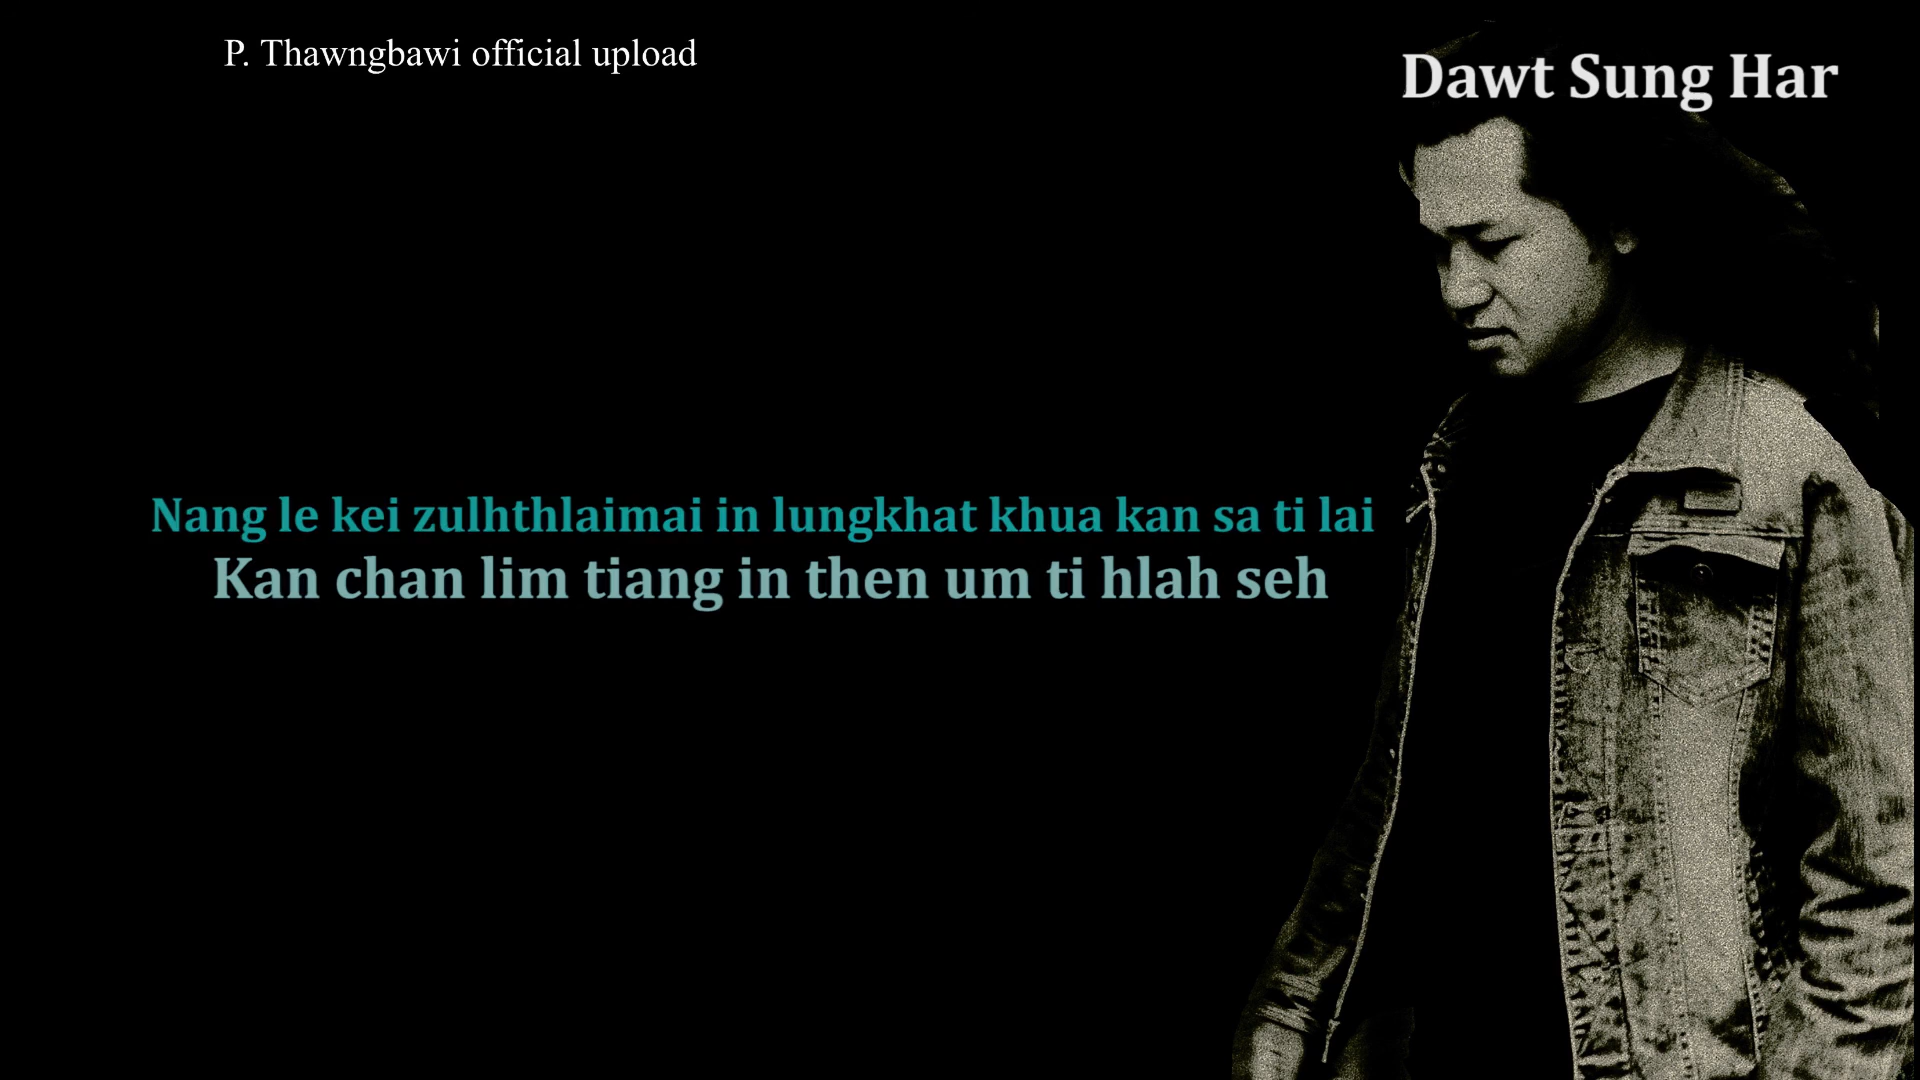 P. Thawngbawi official upload
Dawt Sung Har
Nang le kei zulhthlaimai in lungkhat khua kan sa ti lai
Kan chan lim tiang in then um ti hlah seh